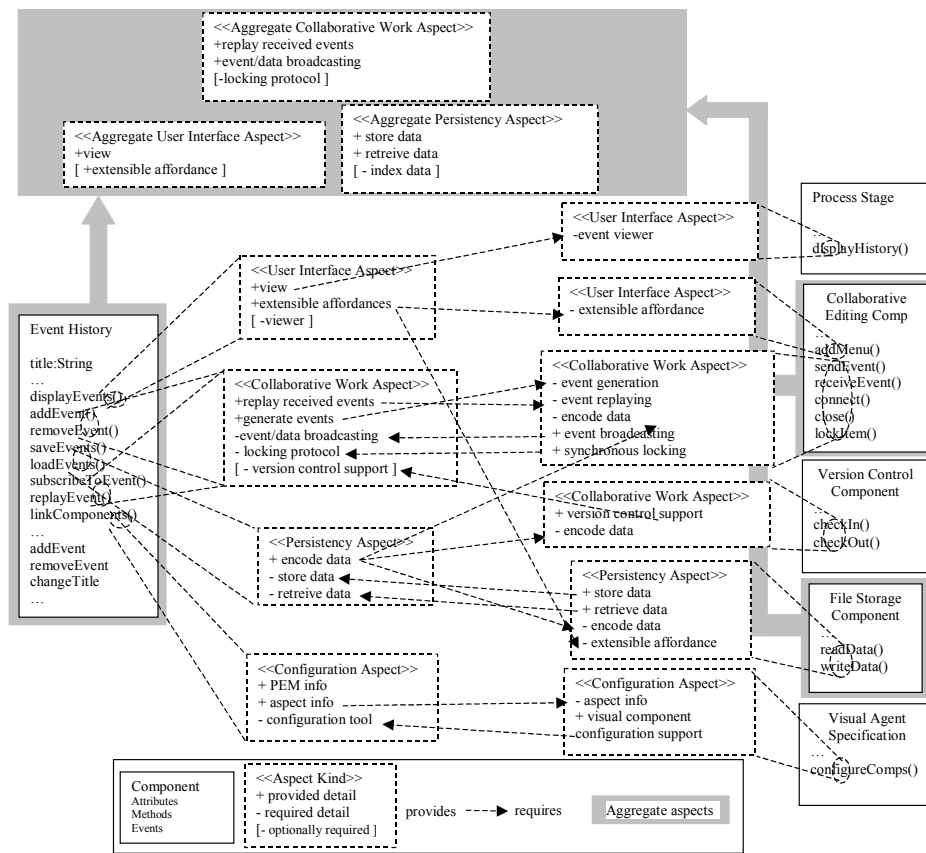 <<Aggregate Collaborative Work Aspect>>
+replay received events
+event/data broadcasting
[-locking protocol ]
<<Aggregate User Interface Aspect>>
+view
[ +extensible affordance ]
<<Aggregate Persistency Aspect>>
+ store data
+ retreive data
[ - index data ]
Event History
title:String
…
displayEvents()
addEvent()
removeEvent()
saveEvents()
loadEvents()
subscribeToEvent()
replayEvent()
linkComponents()
…
addEvent
removeEvent
changeTitle
…
<<User Interface Aspect>>
+view
+extensible affordances
[ -viewer ]
<<Collaborative Work Aspect>>
+replay received events
+generate events
-event/data broadcasting
- locking protocol
[ - version control support ]
<<Persistency Aspect>>
+ encode data
- store data
- retreive data
<<Configuration Aspect>>
+ PEM info
+ aspect info
- configuration tool
<<User Interface Aspect>>
-event viewer
<<User Interface Aspect>>
- extensible affordance
<<Collaborative Work Aspect>>
- event generation
- event replaying
- encode data
+ event broadcasting
+ synchronous locking
<<Collaborative Work Aspect>>
+ version control support
- encode data
<<Persistency Aspect>>
+ store data
+ retrieve data
- encode data
- extensible affordance
<<Configuration Aspect>>
- aspect info
+ visual component
configuration support
Process Stage
…
displayHistory()
Collaborative
Editing Comp
…
addMenu()
sendEvent()
receiveEvent()
connect()
close()
lockItem()
Version Control
Component
…
checkIn()
checkOut()
File Storage
Component
…
readData()
writeData()
Visual Agent
Specification
…
configureComps()
Component
Attributes
Methods
Events
<<Aspect Kind>>
+ provided detail
- required detail
[- optionally required ]
provides
requires
Aggregate aspects